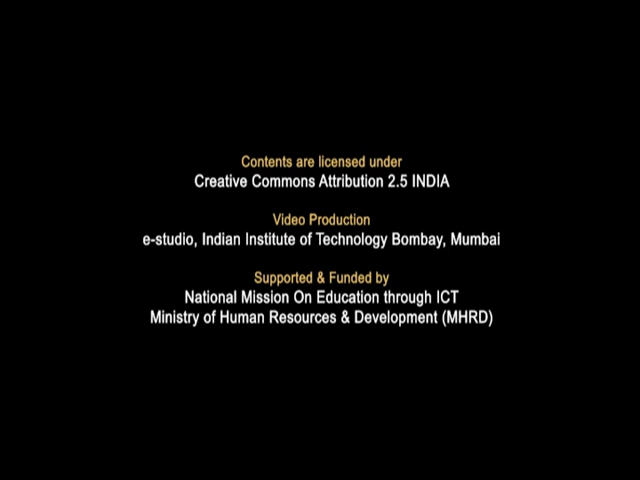 Contents are licensed under
Creative Commons Attribution 2.5 INDIA
Video Production
e-studio, Indian Institute of Technology Bombay, Mumbai
Supported & Funded by
National Mission On Education through ICT
Ministry of Human Resources & Development (MHRD)